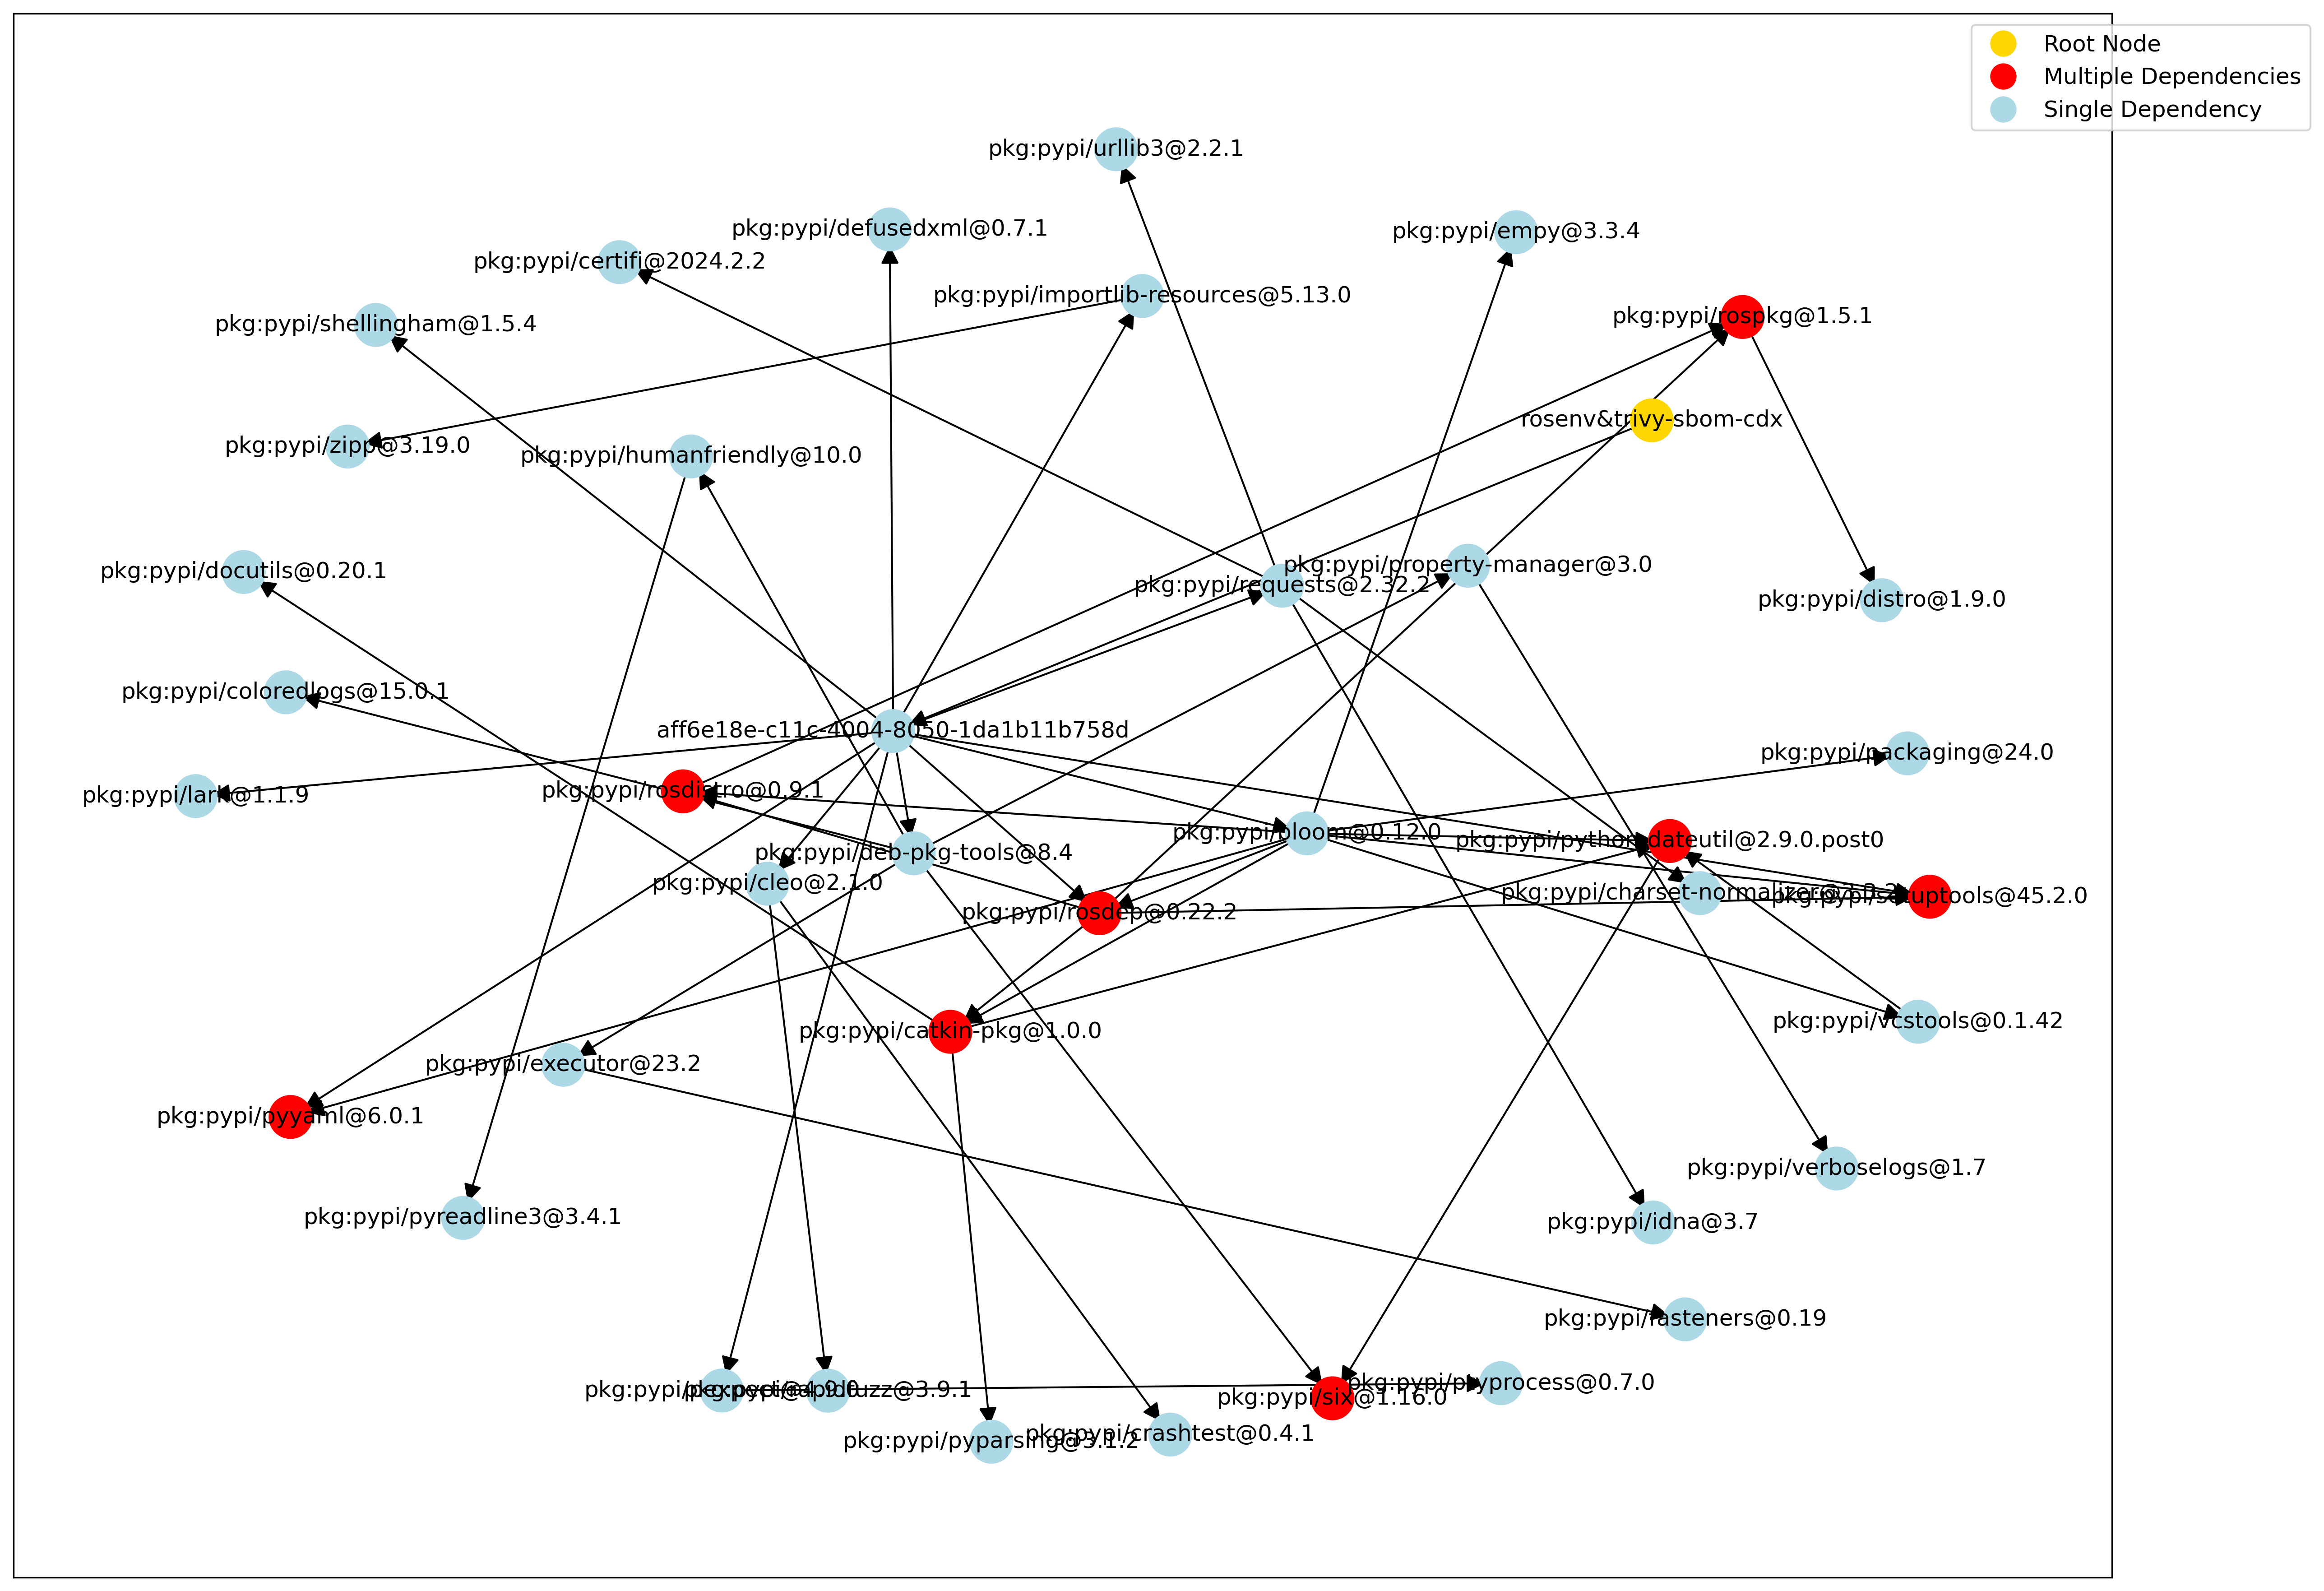 Root Node
Multiple Dependencies
Single Dependency
pkg:pypi/urllib3@2.2.1
pkg:pypi/defusedxml@0.7.1
pkg:pypi/empy@3.3.4
pkg:pypi/certifi@2024.2.2
pkg:pypi/importlib-resources@5.13.0
pkg:pypi/rospkg@1.5.1
pkg:pypi/shellingham@1.5.4
rosenv&trivy-sbom-cdx
pkg:pypi/zipp@3.19.0
pkg:pypi/humanfriendly@10.0
pkg:pypi/property-manager@3.0
pkg:pypi/docutils@0.20.1
pkg:pypi/requests@2.32.2
pkg:pypi/distro@1.9.0
pkg:pypi/coloredlogs@15.0.1
aff6e18e-c11c-4004-8050-1da1b11b758d
pkg:pypi/packaging@24.0
pkg:pypi/rosdistro@0.9.1
pkg:pypi/lark@1.1.9
pkg:pypi/bloom@0.12.0
pkg:pypi/python-dateutil@2.9.0.post0
pkg:pypi/deb-pkg-tools@8.4
pkg:pypi/cleo@2.1.0
pkg:pypi/charset-normalizer@3.3.2
pkg:pypi/setuptools@45.2.0
pkg:pypi/rosdep@0.22.2
pkg:pypi/vcstools@0.1.42
pkg:pypi/catkin-pkg@1.0.0
pkg:pypi/executor@23.2
pkg:pypi/pyyaml@6.0.1
pkg:pypi/verboselogs@1.7
pkg:pypi/pyreadline3@3.4.1
pkg:pypi/idna@3.7
pkg:pypi/fasteners@0.19
pkg:pypi/pexpect@4.9.0
pkg:pypi/rapidfuzz@3.9.1
pkg:pypi/ptyprocess@0.7.0
pkg:pypi/six@1.16.0
pkg:pypi/crashtest@0.4.1
pkg:pypi/pyparsing@3.1.2